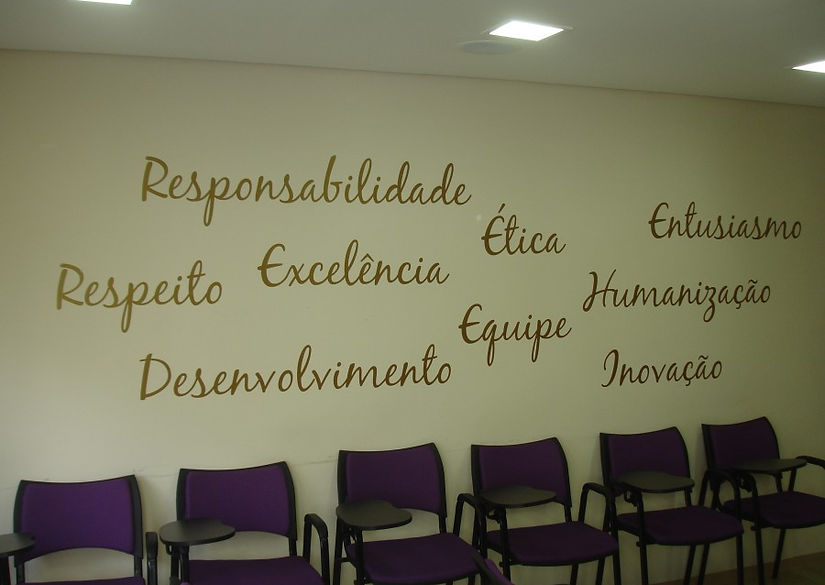 Responsabilidade
Ética
Entusiasmo
Respeito
Excelência
Humanização
Equipe
Desenvolvimento
Inovação